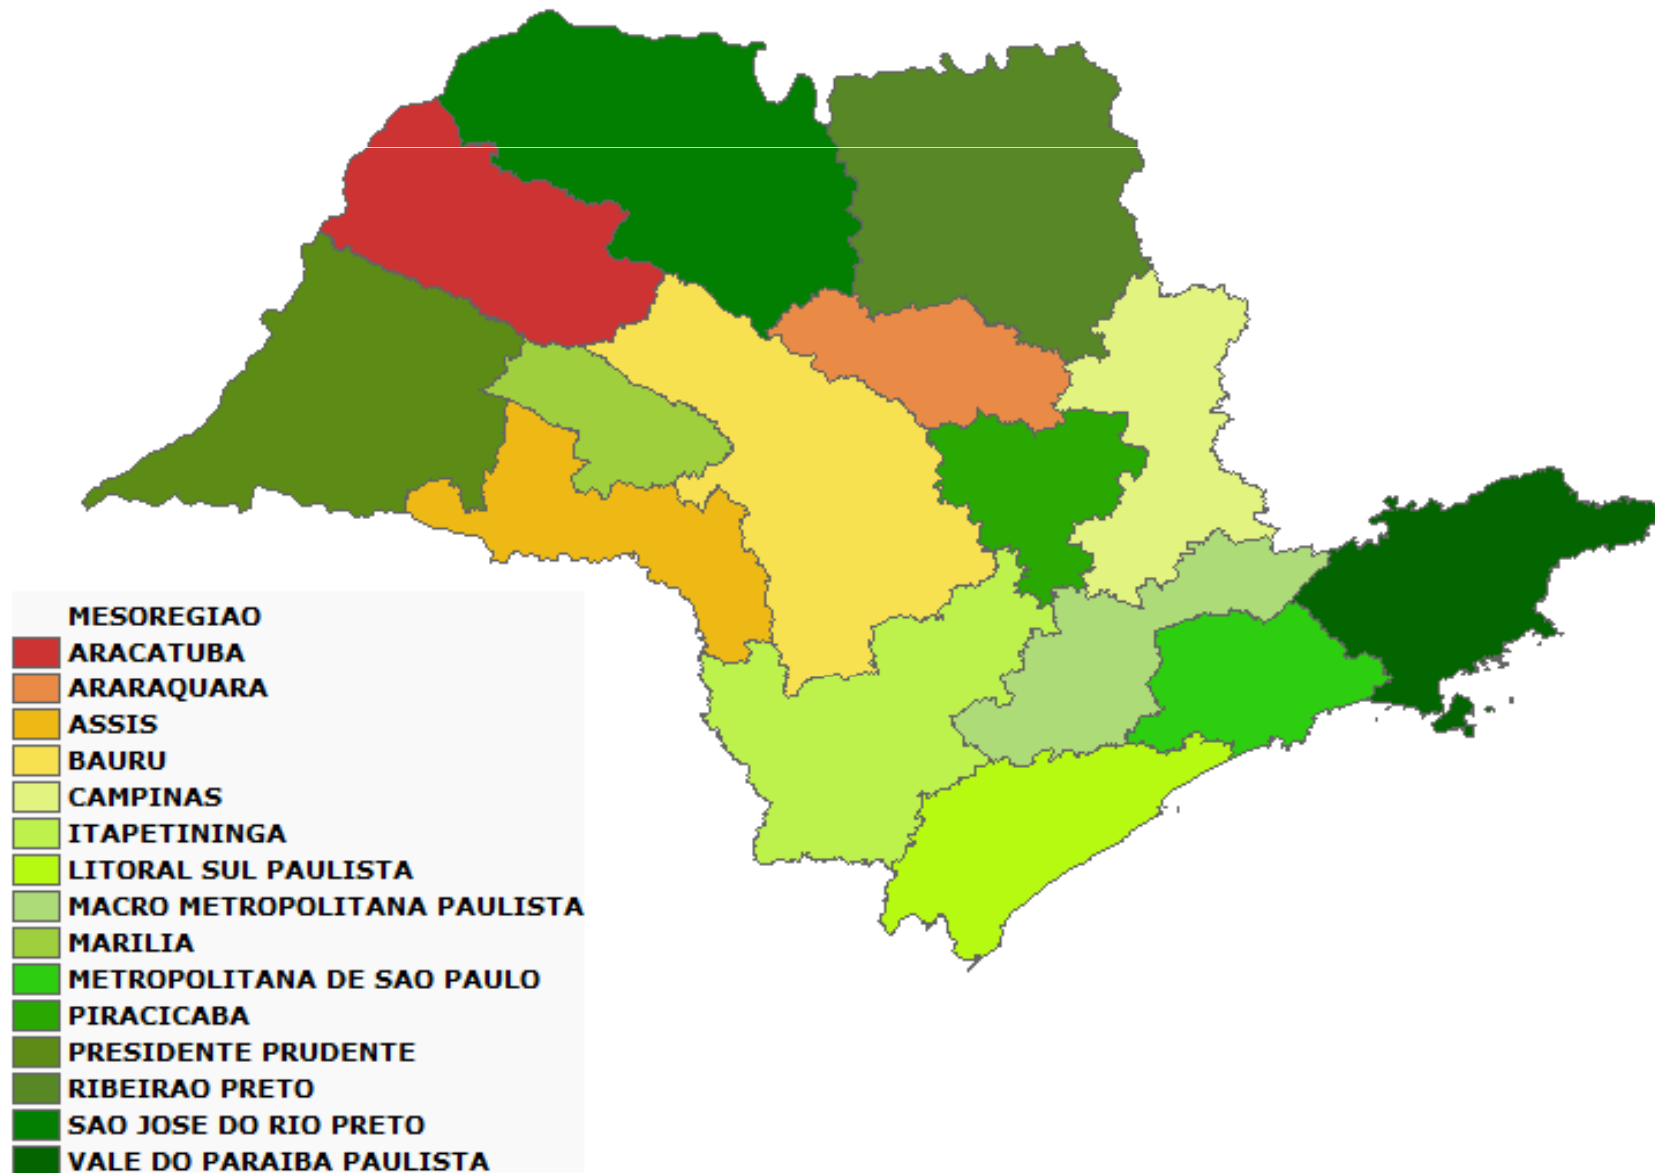 MESOREGIAO
ARACATUBA
ARARAQUARA
ASSIS
BAURU
CAMPINAS
ITAPETININGA
LITORAL SUL PAULISTA
MACRO METROPOLITANA PAULISTA
MARILIA
METROPOLITANA DE SAO PAULO
PIRACICABA
PRESIDENTE PRUDENTE
RIBEIRAO PRETO
SAO JOSE DO RIO PRETO
VALE DO PARAIBA PAULISTA